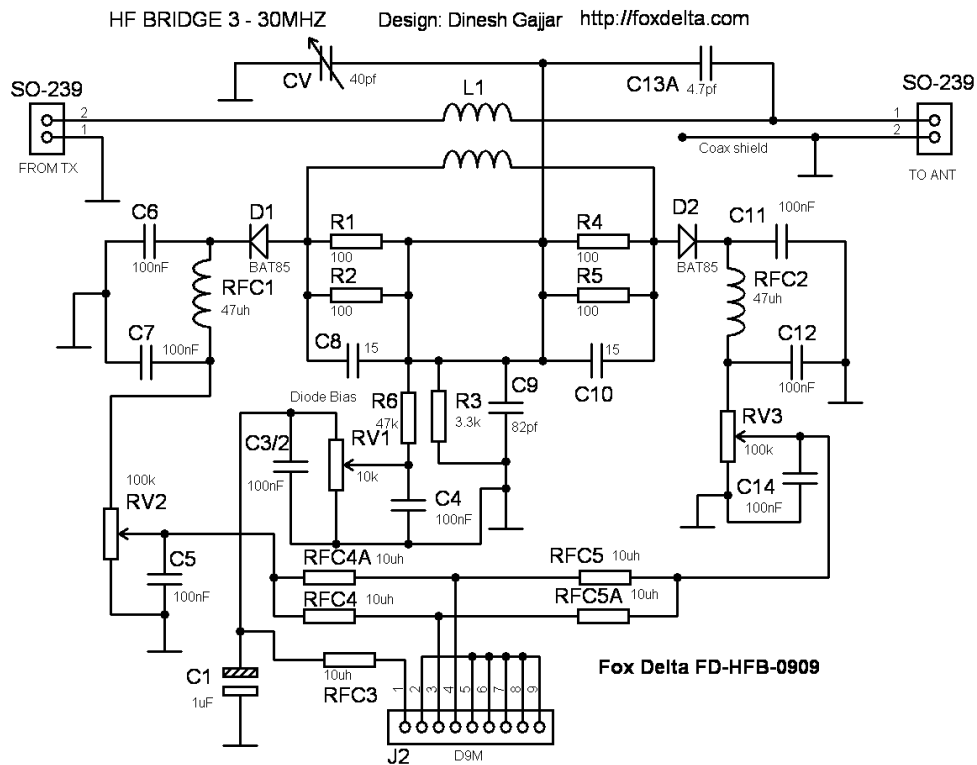 HF BRIDGE 3 - 30MHZ
Design: Dinesh Gajjar http://foxdelta.com
CV
40pf
C13A
4.7pf
SO-239
2
1
FROM TX
L1
SO-239
1
2
Coax shield
TO ANT
C6
100nF
D1
BAT85
R1
100
R4
100
D2
BAT85
C11
100nF
RFC1
47uh
R2
100
R5
100
RFC2
47uh
C7
100nF
C8
15
C10
15
C12
100nF
C9
82pf
Diode Bias
R6
47k
R3
3.3k
RV1
10k
C3/2
100nF
C4
100nF
RV3
100k
C14
100nF
100k
RV2
C5
100nF
RFC4A 10uh
RFC5 10uh
RFC4 10uh
RFC5A 10uh
C1
1uF
10uh
RFC3
1 2 3 4 5 6 7 8 9
J2
D9M
Fox Delta FD-HFB-0909